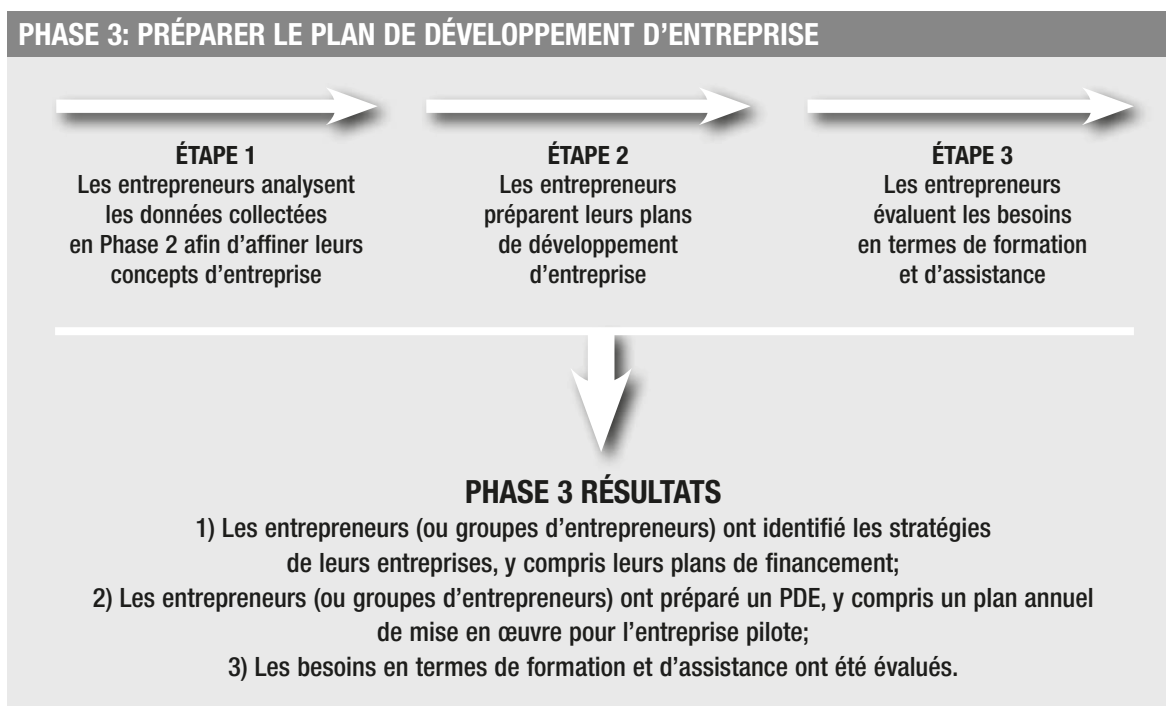 PHASE 3: PRÉPARER LE PLAN DE DÉVELOPPEMENT D’ENTREPRISE
ÉTAPE 1
Les entrepreneurs analysent
les données collectées
en Phase 2 afin d’affiner leurs
concepts d’entreprise
ÉTAPE 2
Les entrepreneurs
préparent leurs plans
de développement
d’entreprise
ÉTAPE 3
Les entrepreneurs
évaluent les besoins
en termes de formation
et d’assistance
PHASE 3 RÉSULTATS
1) Les entrepreneurs (ou groupes d’entrepreneurs) ont identifié les stratégies
de leurs entreprises, y compris leurs plans de financement;
2) Les entrepreneurs (ou groupes d’entrepreneurs) ont préparé un PDE, y compris un plan annuel
de mise en œuvre pour l’entreprise pilote;
3) Les besoins en termes de formation et d’assistance ont été évalués.